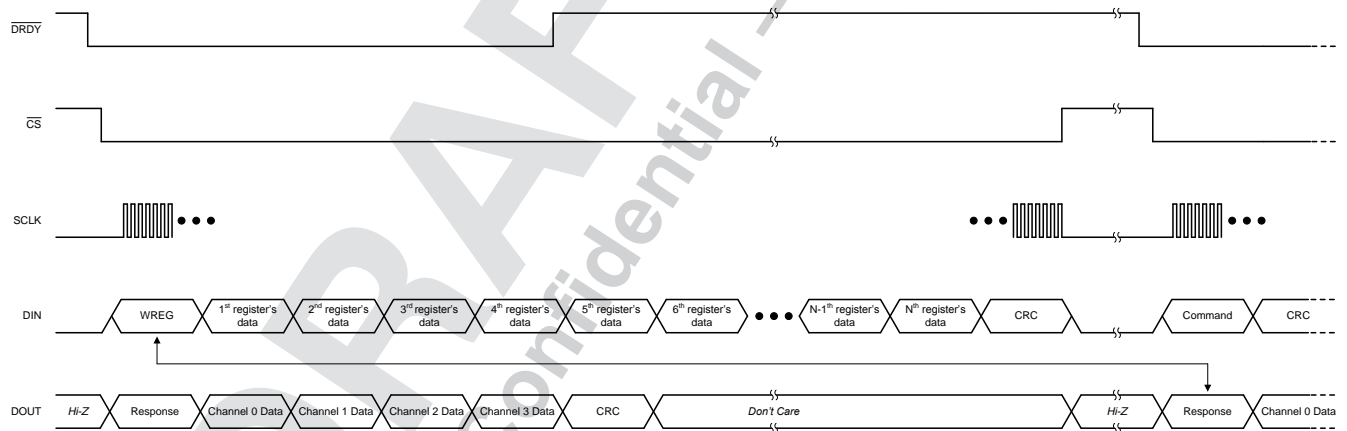 DRAFT
Confidential –
DRDY
CS
SCLK
DIN
WREG
1st register's
data
2nd register's
data
3rd register's
data
4th register's
data
5th register's
data
6th register's
data
N-1th register's
data
Nth register's
data
CRC
Command
CRC
DOUT
Hi-Z
Response
Channel 0 Data
Channel 1 Data
Channel 2 Data
Channel 3 Data
CRC
Don't Care
Hi-Z
Response
Channel 0 Data